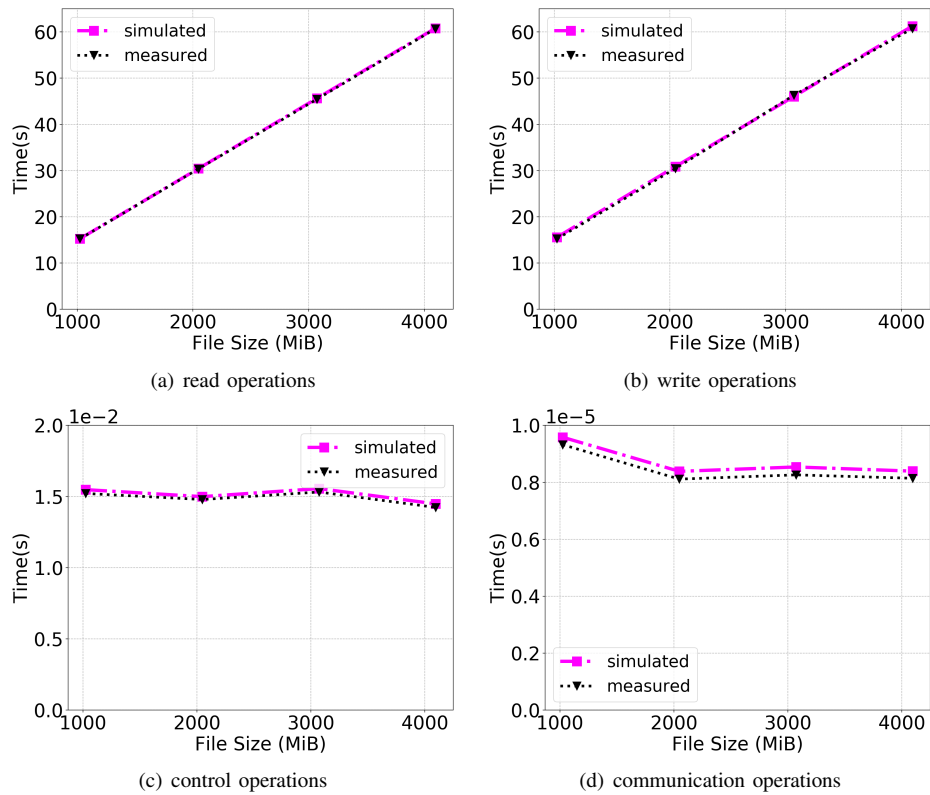 60
50
40
30
20
10
0
Time(s)
simulated
measured
1000 2000 3000 4000
File Size (MiB)
(a) read operations
60
50
40
30
20
10
0
Time(s)
simulated
measured
1000 2000 3000 4000
File Size (MiB)
(b) write operations
1e−2
2.0
1.5
1.0
0.5
0.0
Time(s)
simulated
measured
1000 2000 3000 4000
File Size (MiB)
(c) control operations
1e−5
1.0
0.8
0.6
0.4
0.2
0.0
Time(s)
simulated
measured
1000 2000 3000 4000
File Size (MiB)
(d) communication operations